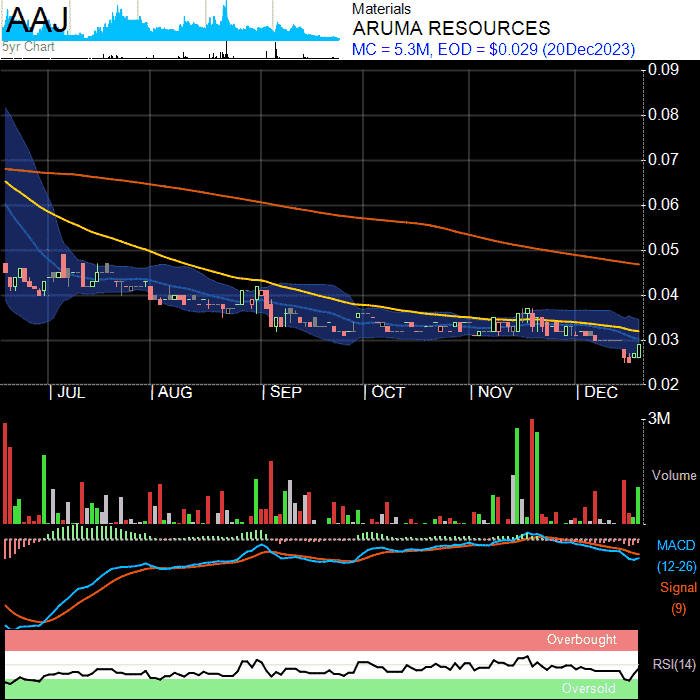 AAJ
5yr Chart
Materials
ARUMA RESOURCES
MC = 5.3M, EOD = $0.029 (20Dec2023)
0.09
0.08
0.07
0.06
0.05
0.04
0.03
0.02
JUL AUG SEP OCT NOV DEC
3M
Volume
MACD
(12-26)
Signal
(9)
Overbought
RSI(14)
Oversold